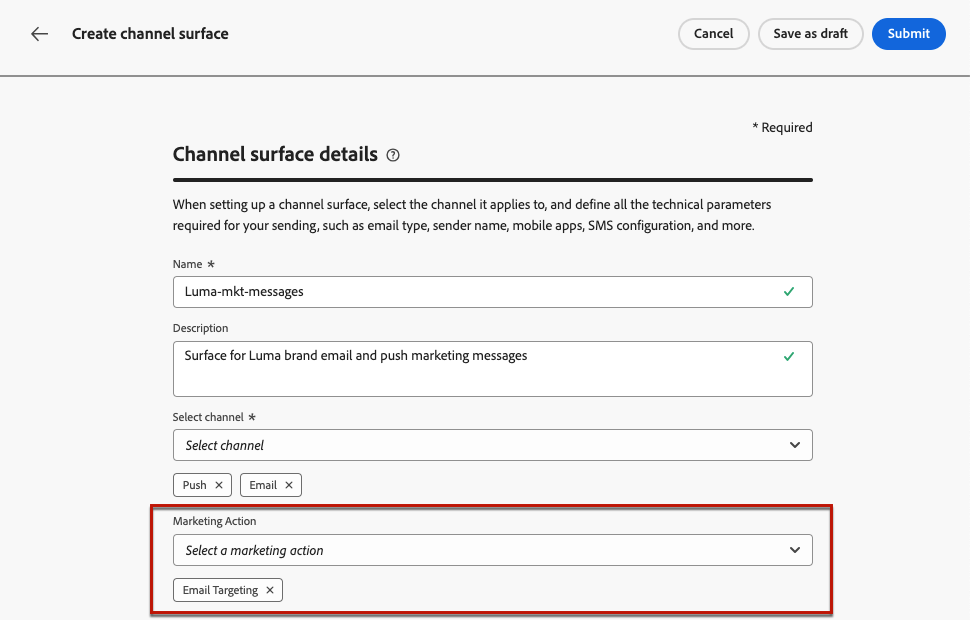 Create channel surface
Cancel
Save as draft
Submit
* Required
Channel surface details
When setting up a channel surface, select the channel it applies to, and define all the technical parameters
required for your sending, such as email type, sender name, mobile apps, SMS configuration, and more.
Name *
Luma-mkt-messages
Description
Surface for Luma brand email and push marketing messages
Select channel *
Select channel
Push
Email
Marketing Action
Select a marketing action
Email Targeting